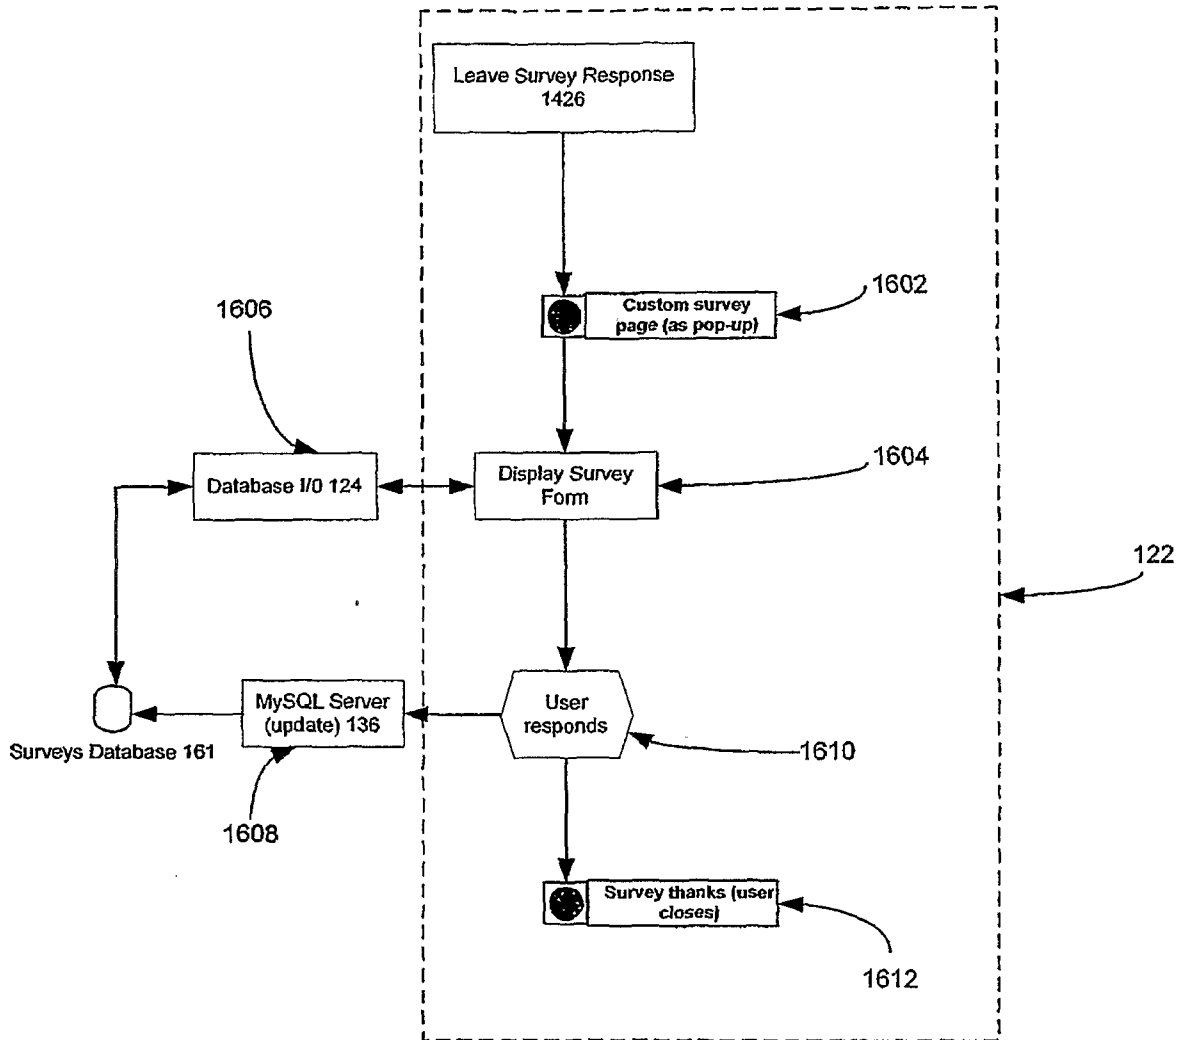 Leave Survey Response
1426
Custom survey
page (as pop-up)
1602
1606
Database I/0 124
Display Survey
Form
1604
122
MySQL Server
(update) 136
User
responds
Surveys Database 161
1610
1608
Survey thanks (user
closes)
1612